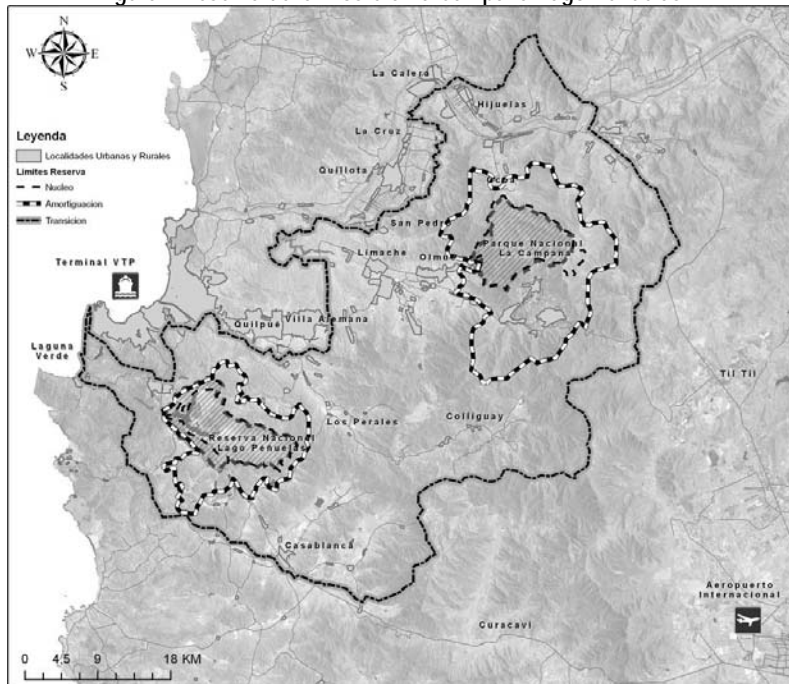 N
W E
S
La Calera
Hijuelas
La Cruz
Leyenda
Localidades Urbanas y Rurales
Limites Reserva
Nucleo
Amortiguacion
Transicion
Quillota
San Pedr
Parque Nacional
La Campana
Limache
Olmué
Terminal VTP
Quilpué
Villa Alemana
Laguna
Verde
Til Til
Los Perales
Colliguay
Reserva Nacional
Lago Peñuelas
Casablanca
Aeropuerto
Internacional
Curacaví
0 4,5 9 18 KM